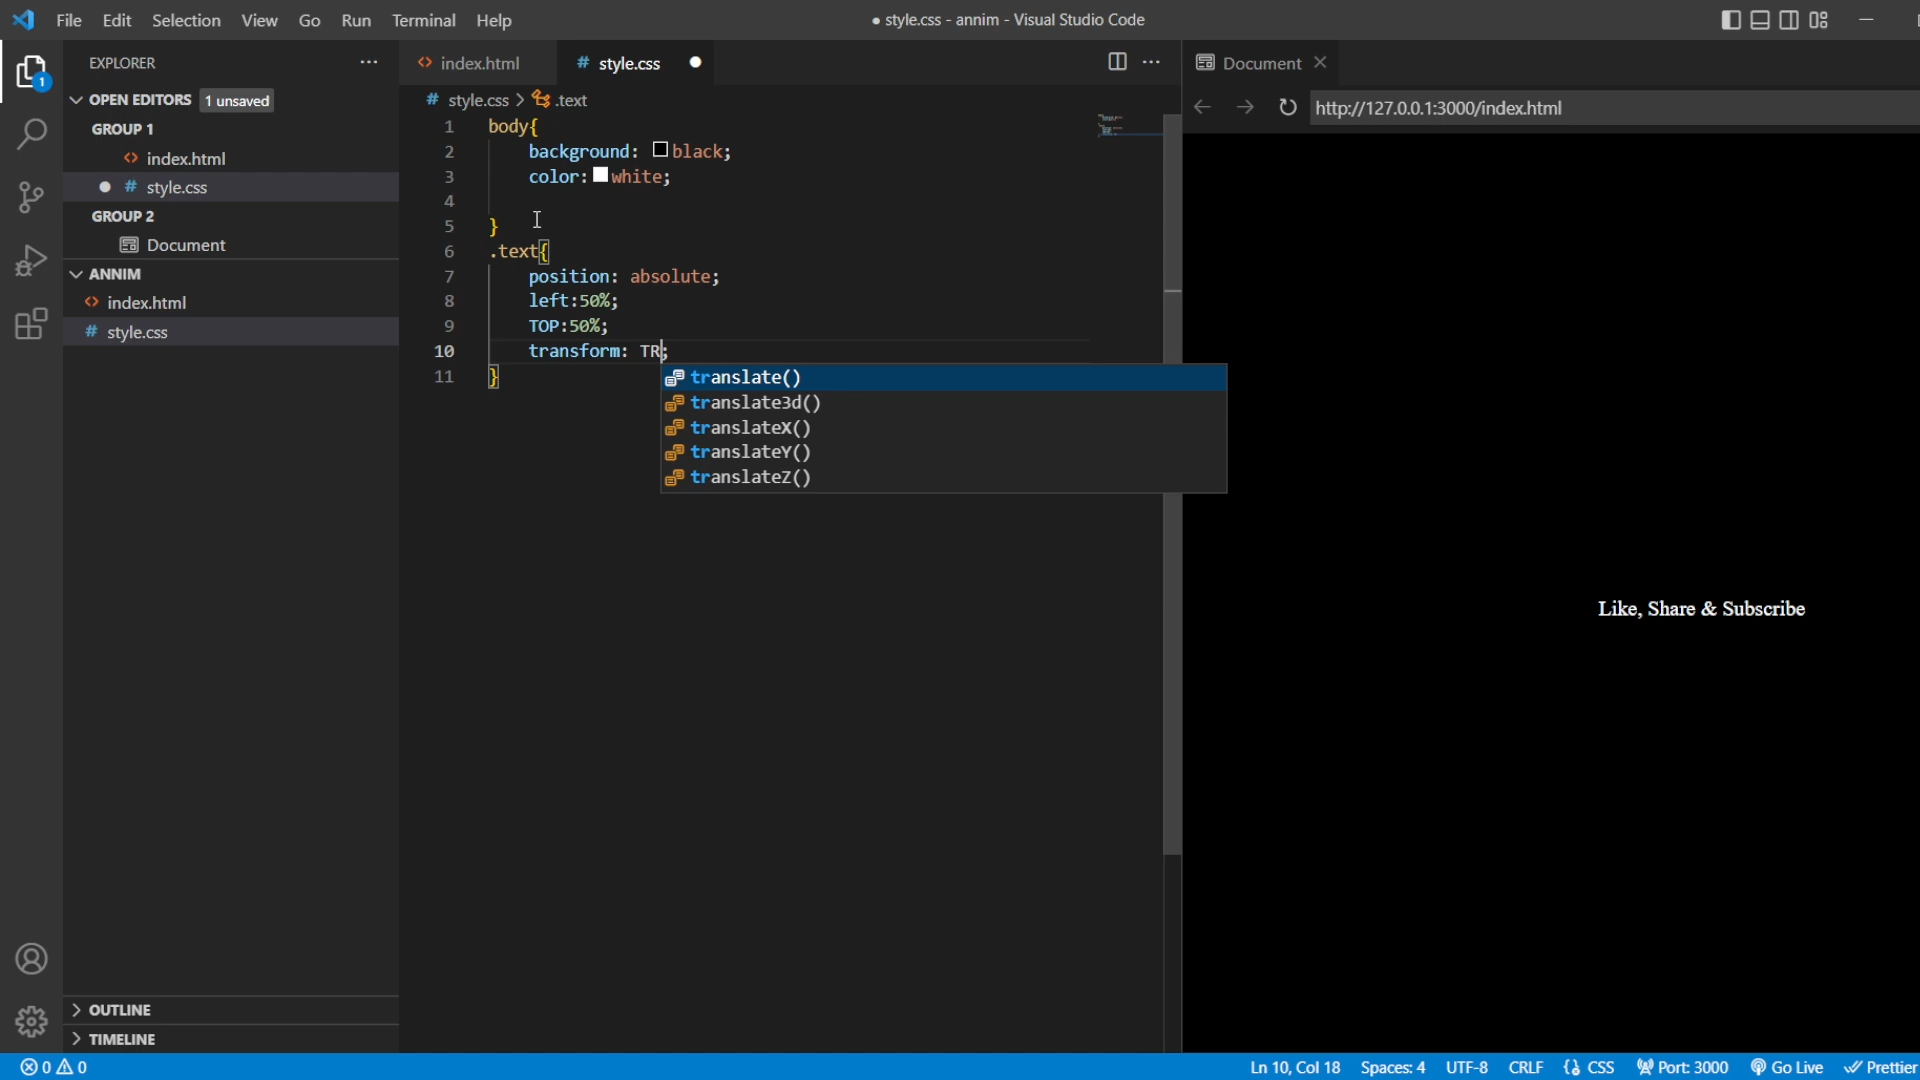 File Edit Selection View Go Run Terminal Help
● style.css - annim - Visual Studio Code
EXPLORER
1
OPEN EDITORS 1 unsaved
GROUP 1
index.html
# style.css
GROUP 2
Document
ANNIM
index.html
# style.css
OUTLINE
TIMELINE
index.html
# style.css
# style.css > .text
1 body{
2 background: black;
3 color:white;
4
5 }
6 .text{
7 position: absolute;
8 left:50%;
9 TOP:50%;
10 transform: TR;
11 }
translate()
translate3d()
translateX()
translateY()
translateZ()
Document
http://127.0.0.1:3000/index.html
Like, Share & Subscribe
0 0
Ln 10, Col 18 Spaces: 4 UTF-8 CRLF {} CSS Port: 3000 Go Live Prettier